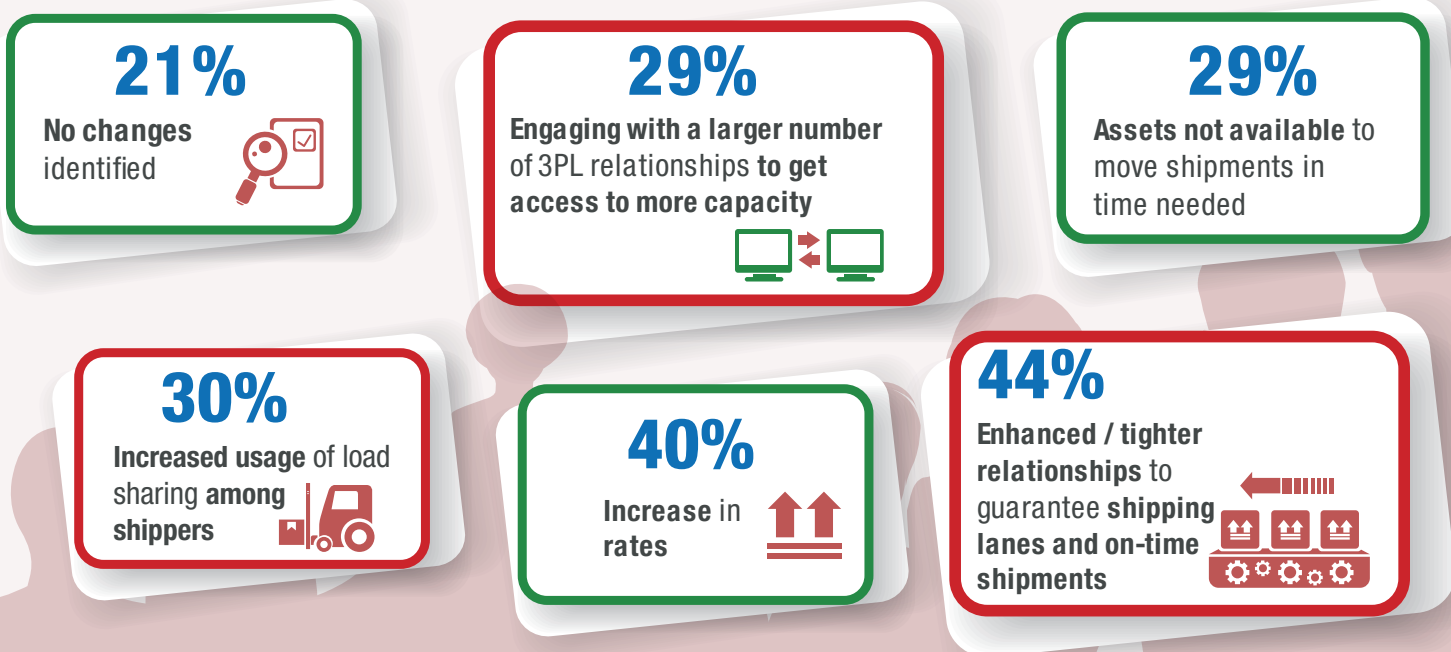 21%
No changes
identified
29%
Engaging with a larger number
of 3PL relationships to get
access to more capacity
29%
Assets not available to
move shipments in
time needed
30%
Increased usage of load
sharing among
shippers
40%
Increase in
rates
44%
Enhanced / tighter
relationships to
guarantee shipping
lanes and on-time
shipments